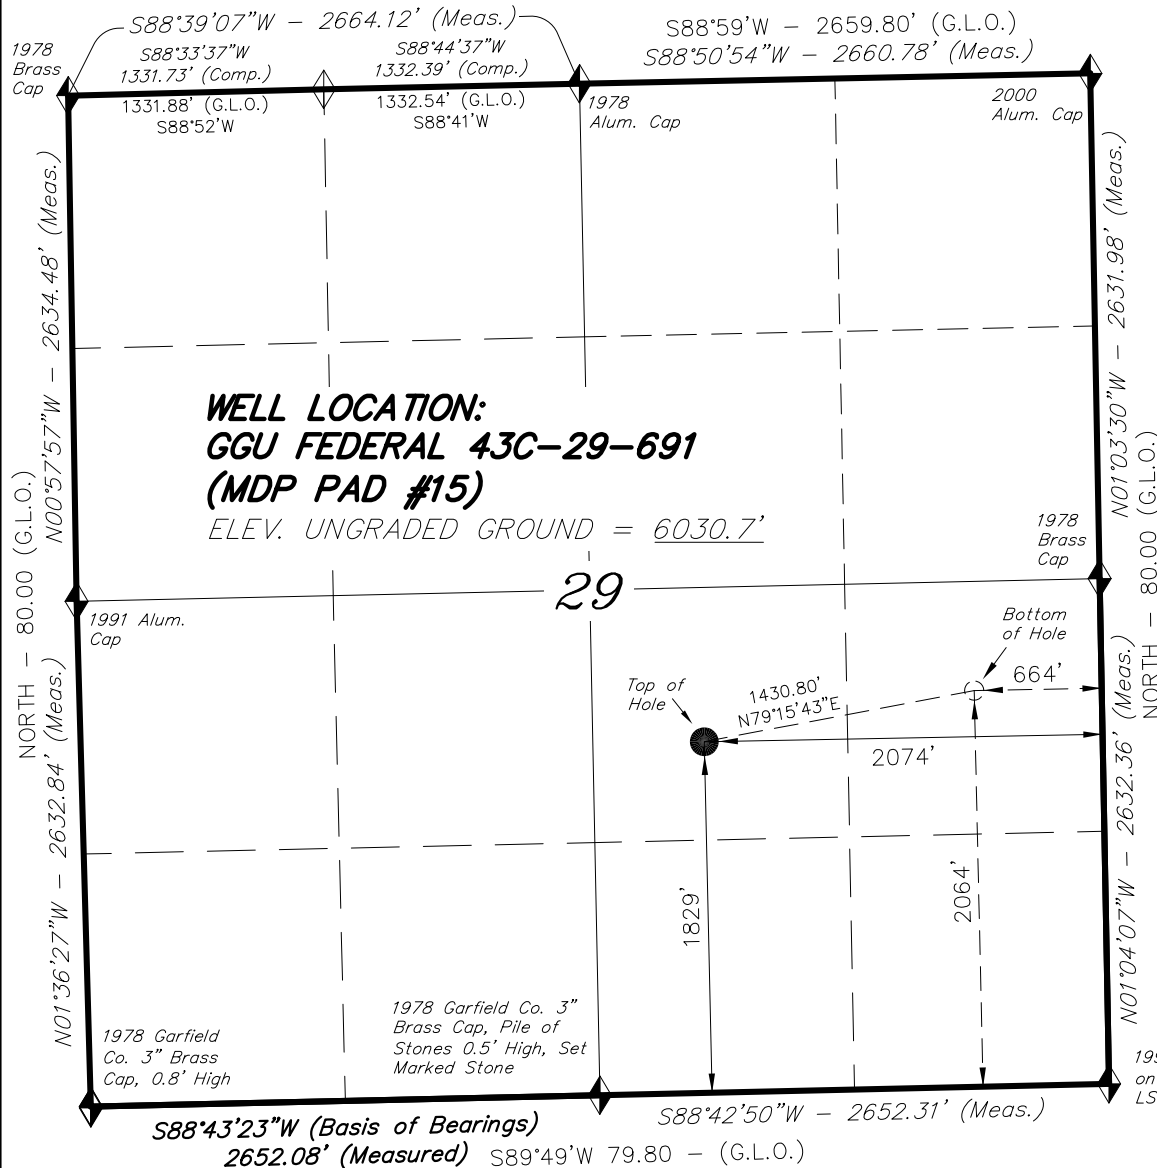 S88°39'07"W - 2664.12' (Meas.)
S88°59'W - 2659.80' (G.L.O.)
S88°50'54"W - 2660.78' (Meas.)
1978
Brass
Cap
S88°33'37"W
1331.73' (Comp.)
S88°44'37"W
1332.39' (Comp.)
1331.88' (G.L.O.)
S88°52'W
1332.54' (G.L.O.)
S88°41'W
1978
Alum. Cap
2000
Alum. Cap
N00°57'57"W - 2634.48' (Meas.)
N01°03'30"W - 2631.98' (Meas.)
WELL LOCATION:
GGU FEDERAL 43C-29-691
(MDP PAD #15)
ELEV. UNGRADED GROUND = 6030.7'
NORTH - 80.00 (G.L.O.)
NORTH - 80.00 (G.L.O.)
1978
Brass
Cap
29
1991 Alum.
Cap
Bottom
of Hole
664'
Top of
Hole
1430.80'
N79°15'43"E
2074'
1829'
2064'
N01°36'27"W - 2632.84' (Meas.)
N01°04'07"W - 2632.36' (Meas.)
1978 Garfield
Co. 3" Brass
Cap, 0.8' High
1978 Garfield Co. 3"
Brass Cap, Pile of
Stones 0.5' High, Set
Marked Stone
on
LS
S88°43'23"W (Basis of Bearings)
2652.08' (Measured)
S88°42'50"W - 2652.31' (Meas.)
S89°49'W 79.80 - (G.L.O.)